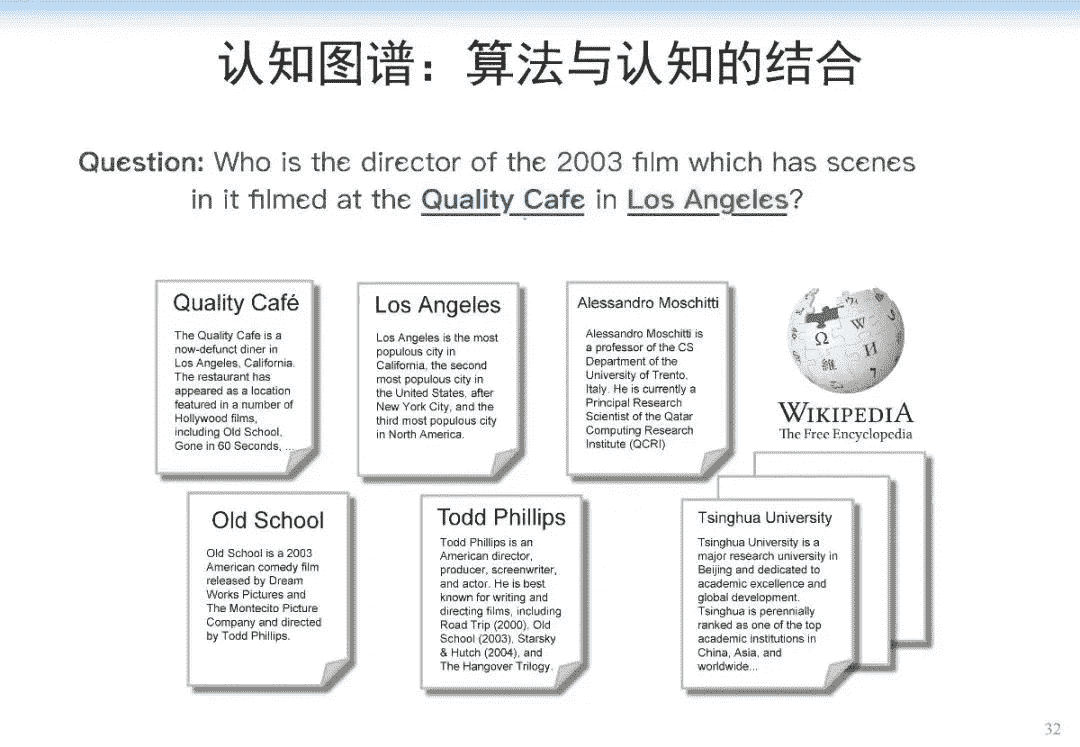 认知图谱：算法与认知的结合
Question: Who is the director of the 2003 film which has scenes
in it filmed at the Quality Cafe in Los Angeles?
Quality Café
The Quality Cafe is a
now-defunct diner in
Los Angeles, California.
The restaurant has
appeared as a location
featured in a number of
Hollywood films,
including Old School,
Gone in 60 Seconds, ...
Los Angeles
Los Angeles is the most
populous city in
California, the second
most populous city in
the United States, after
New York City, and the
third most populous city
in North America.
Alessandro Moschitti
Alessandro Moschitti is
a professor of the CS
Department of the
University of Trento,
Italy. He is currently a
Principal Research
Scientist of the Qatar
Computing Research
Institute (QCRI)
Ω
W
И
維
7
WIKIPEDIA
The Free Encyclopedia
Old School
Old School is a 2003
American comedy film
released by Dream
Works Pictures and
The Montecito Picture
Company and directed
by Todd Phillips.
Todd Phillips
Todd Phillips is an
American director,
producer, screenwriter,
and actor. He is best
known for writing and
directing films, including
Road Trip (2000), Old
School (2003), Starsky
& Hutch (2004), and
The Hangover Trilogy.
Tsinghua University
Tsinghua University is a
major research university in
Beijing and dedicated to
academic excellence and
global development.
Tsinghua is perennially
ranked as one of the top
academic institutions in
China, Asia, and
worldwide...
32